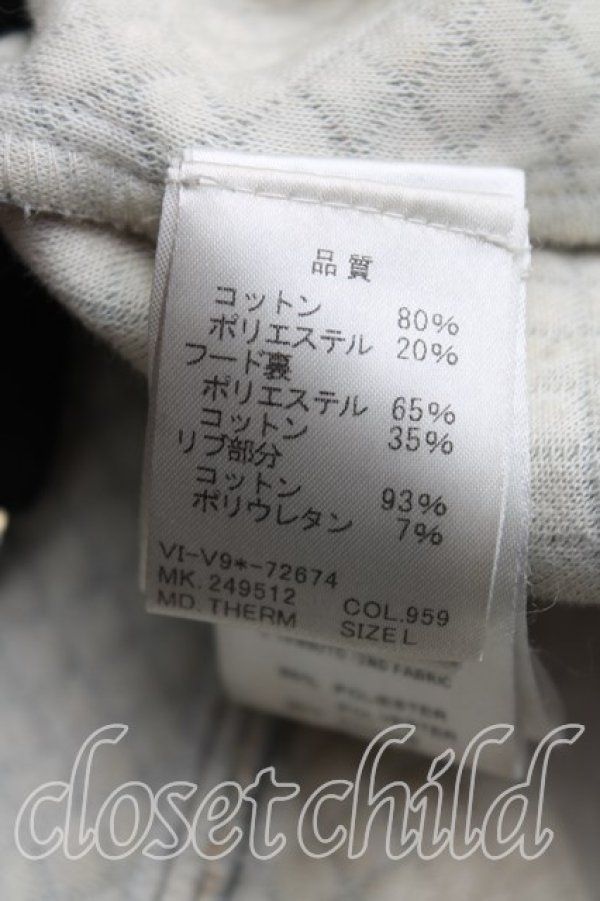 品質
コットン 80%
ポリエステル 20%
フード裏
ポリエステル 65%
コットン 35%
リブ部分
コットン 93%
ポリウレタン 7%
VI-V9*-72674
MK. 249512 COL.959
MD. THERM SIZE L
2ND FABRIC
POLYESTER
closet child